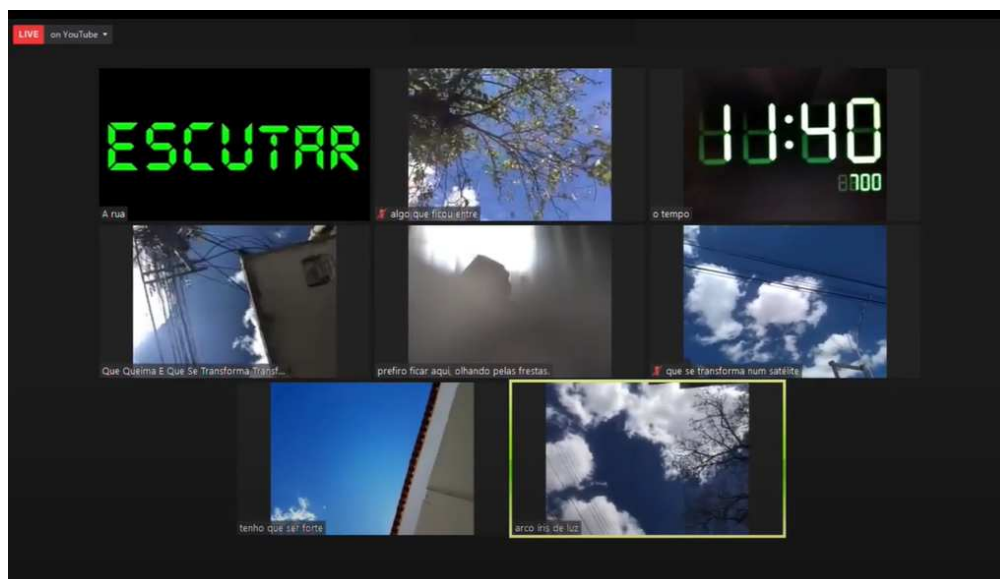 LIVE on YouTube
ESCUTAR
A rua
algo que ficou entre
11:40
100
o tempo
Que Queima E Que Se Transforma Transf...
prefiro ficar aqui, olhando pelas frestas.
que se transforma num satélite
tenho que ser forte
arco iris de luz